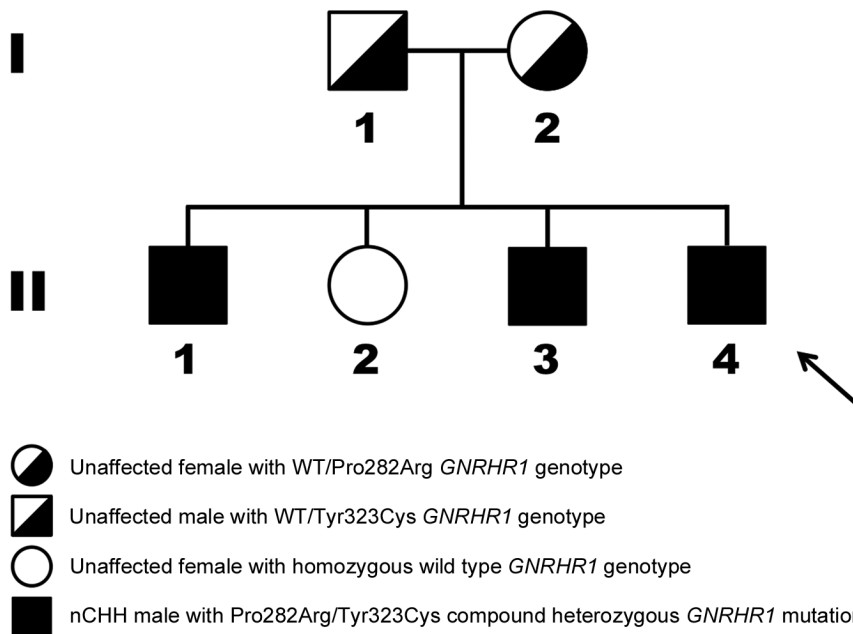 I
1 2
II
1 2 3 4
Unaffected female with WT/Pro282Arg GNRHR1 genotype
Unaffected male with WT/Tyr323Cys GNRHR1 genotype
Unaffected female with homozygous wild type GNRHR1 genotype
nCHH male with Pro282Arg/Tyr323Cys compound heterozygous GNRHR1 mutation